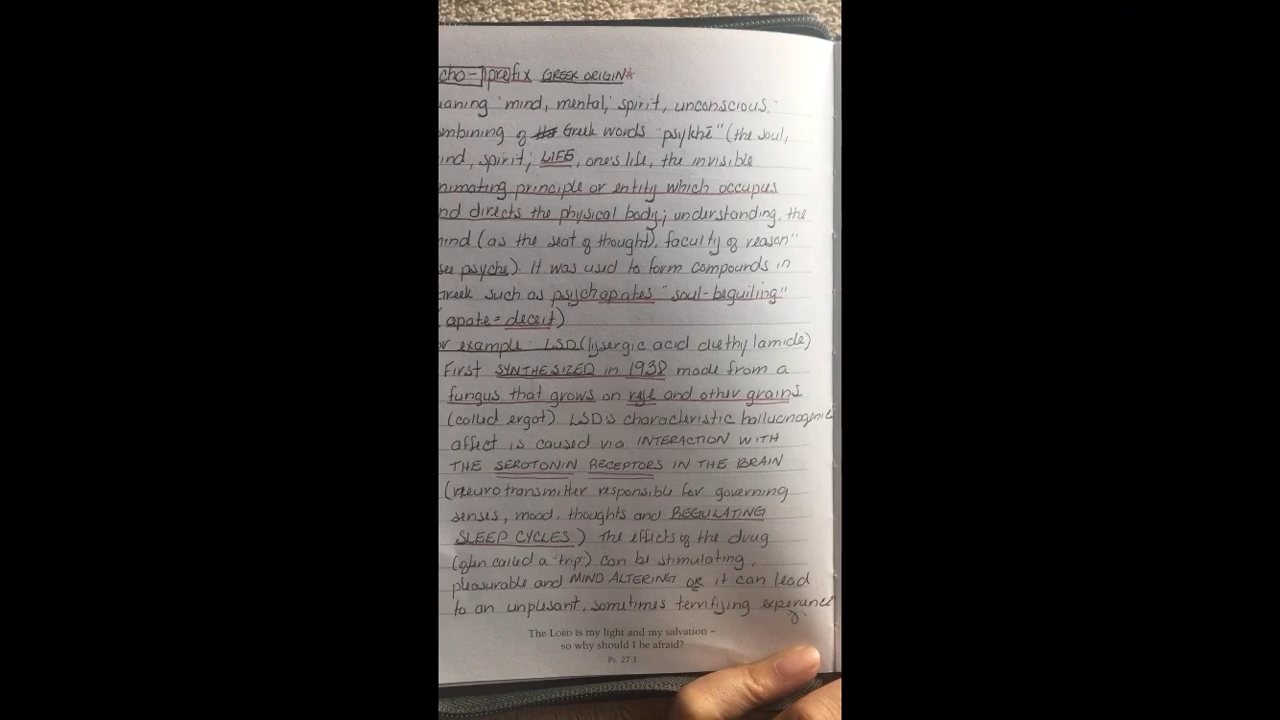 cho- prefix GREEK ORIGIN*
eaning "mind, mental, spirit, unconscious."
mbining of the Greek words "psykhē" (the soul,
ind, spirit; LIFE, one's life, the invisible
nimating principle or entity which occupies
nd directs the physical body; understanding, the
mind (as the seat of thought), faculty of reason"
see psyche). It was used to form compounds in
Greek such as psychapates "soul-beguiling"
(apate = deceit)
or example: LSD (lysergic acid diethylamide)
First SYNTHESIZED in 1938 made from a
fungus that grows on rye and other grains
(called ergot). LSD's characteristic hallucinogenic
affect is caused via INTERACTION WITH
THE SEROTONIN RECEPTORS IN THE BRAIN
(neurotransmitter responsible for governing
senses, mood, thoughts and REGULATING
SLEEP CYCLES) The effects of the drug
(often called a "trip") can be stimulating,
pleasurable and MIND ALTERING OR it can lead
to an unplesant, sometimes terrifying experience
The LORD is my light and my salvation –
so why should I be afraid?
Ps. 27:1